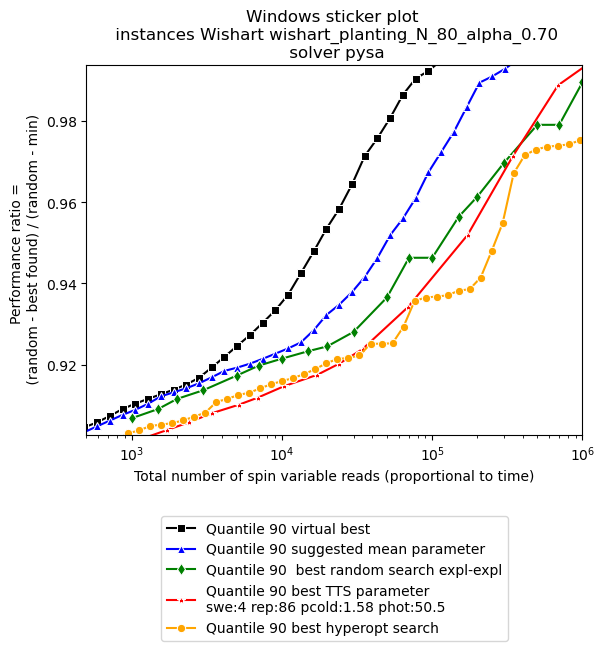 Windows sticker plot
instances Wishart wishart_planting_N_80_alpha_0.70
solver pysa
Performance ratio =
(random - best found) / (random - min)
0.98
0.96
0.94
0.92
10³
10⁴
10⁵
10⁶
Total number of spin variable reads (proportional to time)
Quantile 90 virtual best
Quantile 90 suggested mean parameter
Quantile 90  best random search expl-expl
Quantile 90 best TTS parameter
swe:4 rep:86 pcold:1.58 phot:50.5
Quantile 90 best hyperopt search